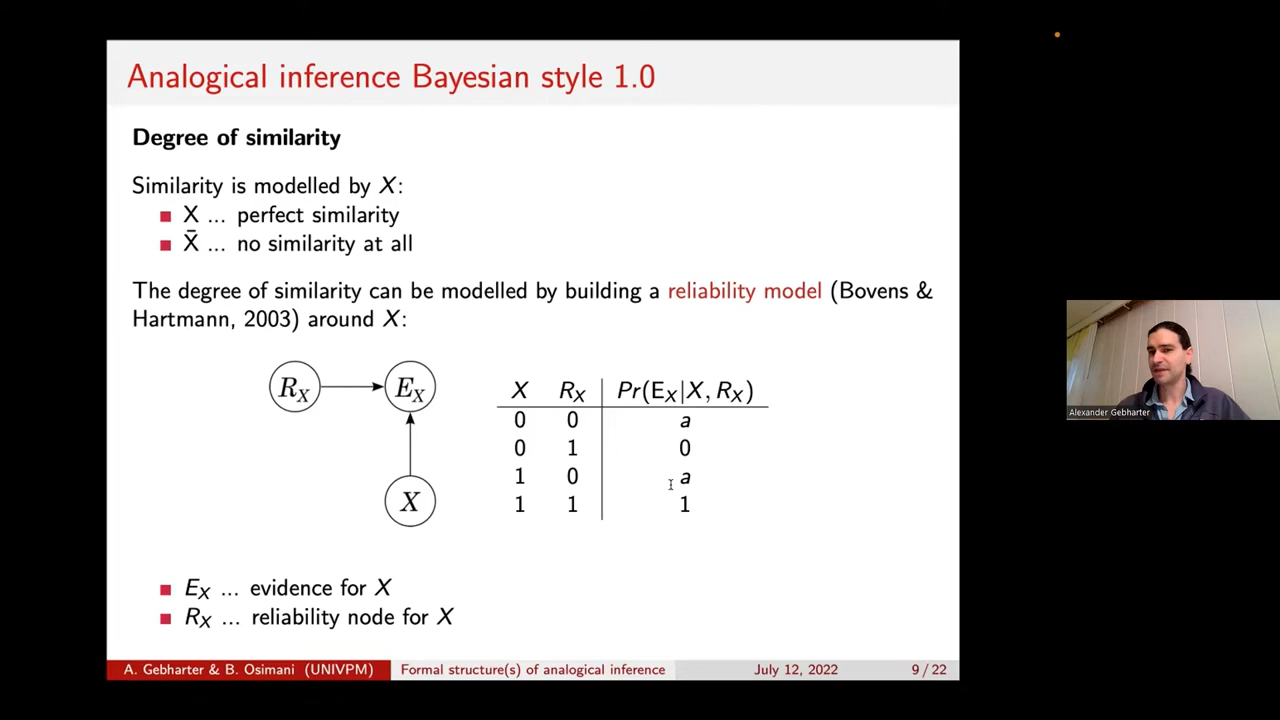 Analogical inference Bayesian style 1.0
Degree of similarity
Similarity is modelled by X:
X ... perfect similarity
X̄ ... no similarity at all
The degree of similarity can be modelled by building a reliability model (Bovens &
Hartmann, 2003) around X:
R_X E_X
X
X R_X Pr(E_X|X, R_X)
0 0 a
0 1 0
1 0 a
1 1 1
E_X ... evidence for X
R_X ... reliability node for X
A. Gebharter & B. Osimani (UNIVPM) Formal structure(s) of analogical inference July 12, 2022 9 / 22
Alexander Gebharter